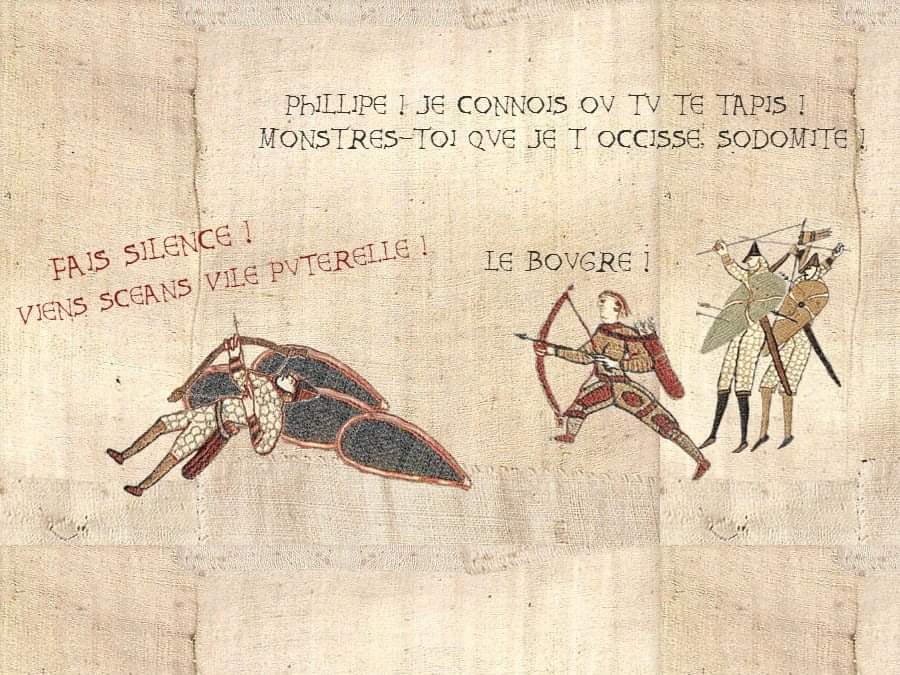 PHILLIPE ! JE CONNOIS OV TV TE TAPIS !
MONSTRES-TOI QVE JE T OCCISSE, SODOMITE !
FAIS SILENCE !
VIENS SCEANS VILE PVTERELLE !
LE BOVGRE !